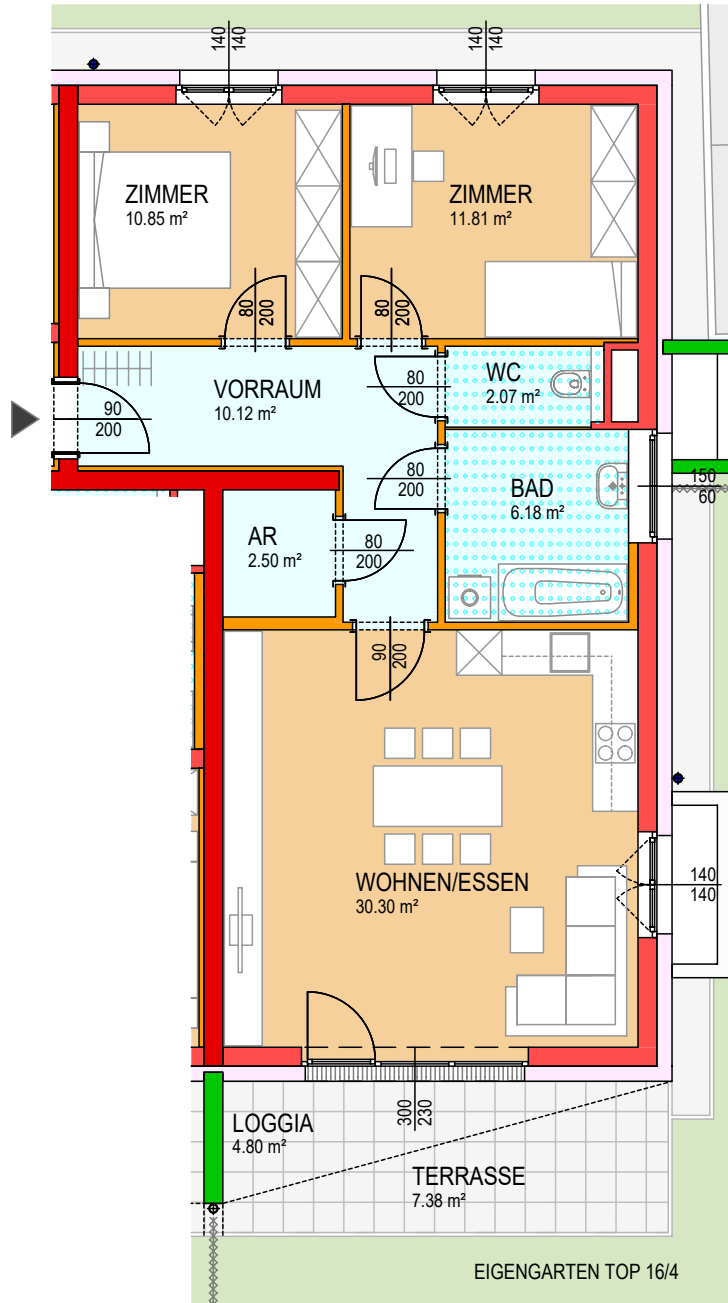 140
140
140
140
ZIMMER
10.85 m²
ZIMMER
11.81 m²
80
200
80
200
VORRAUM
10.12 m²
90
200
80
200
WC
2.07 m²
80
200
BAD
6.18 m²
150
60
AR
2.50 m²
80
200
90
200
WOHNEN/ESSEN
30.30 m²
140
140
300
230
LOGGIA
4.80 m²
TERRASSE
7.38 m²
EIGENGARTEN TOP 16/4